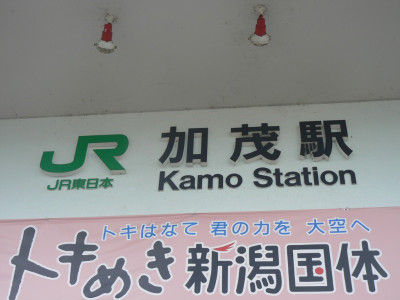 JR 加茂駅
JR東日本 Kamo Station
トキはなて 君の力を 大空へ
トキめき新潟国体